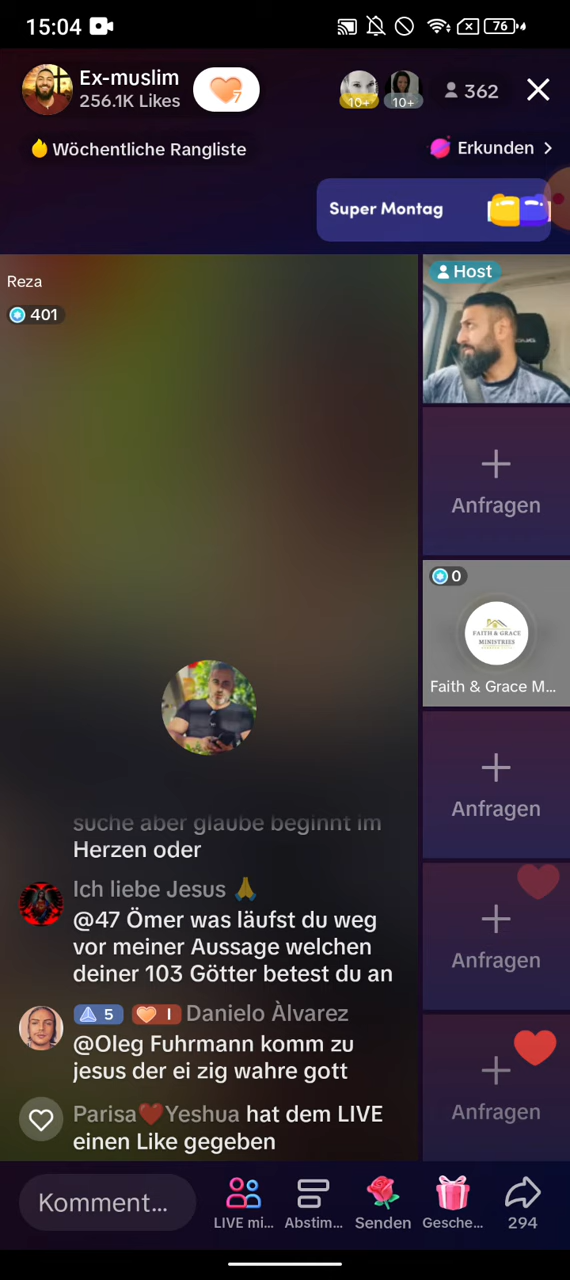 15:04
76
Ex-muslim
256.1K Likes
7
10+
10+
362
Wöchentliche Rangliste
Erkunden
Super Montag
Reza
401
Host
Anfragen
0
FAITH & GRACE
MINISTRIES
Faith & Grace M...
Anfragen
Anfragen
Anfragen
suche aber glaube beginnt im
Herzen oder
Ich liebe Jesus 🙏
@47 Ömer was läufst du weg
vor meiner Aussage welchen
deiner 103 Götter betest du an
5 I Danielo Àlvarez
@Oleg Fuhrmann komm zu
jesus der ei zig wahre gott
Parisa❤️Yeshua hat dem LIVE
einen Like gegeben
Komment...
LIVE mi...
Abstim...
Senden
Gesche...
294